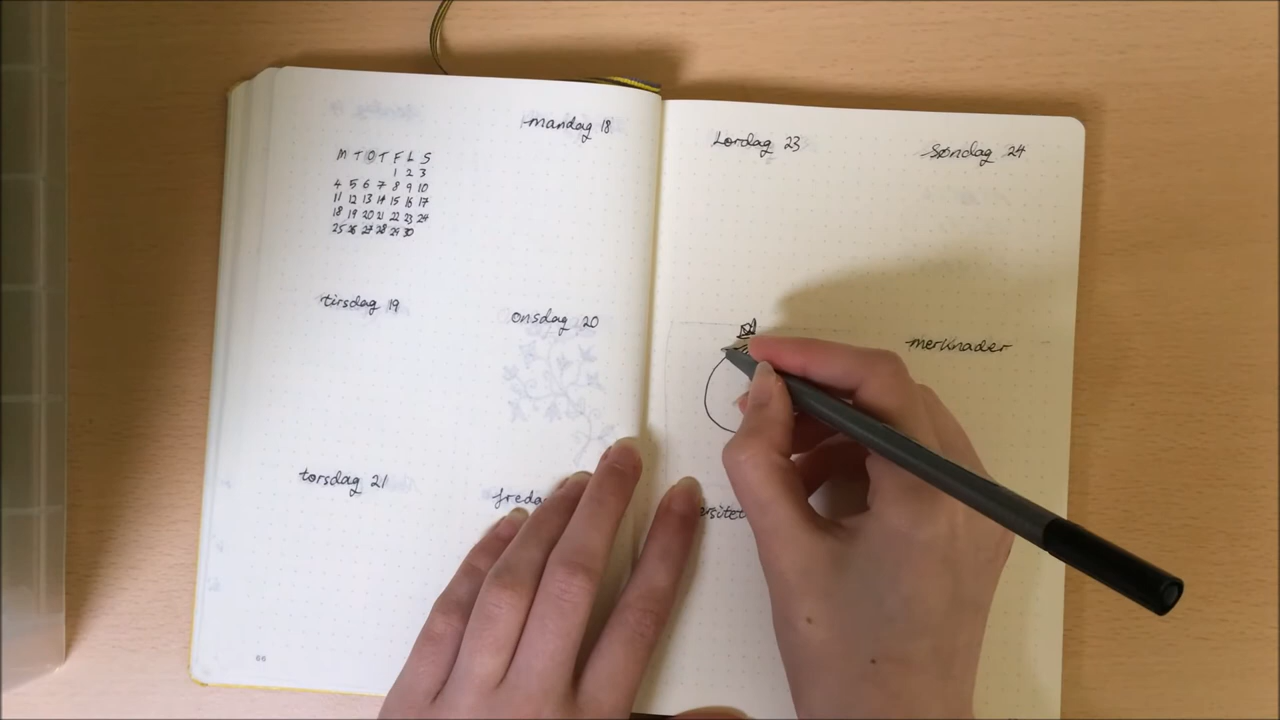 mandag 18
M T O T F L S
1 2 3
4 5 6 7 8 9 10
11 12 13 14 15 16 17
18 19 20 21 22 23 24
25 26 27 28 29 30
tirsdag 19
onsdag 20
torsdag 21
66
Lørdag 23
Søndag 24
merknader